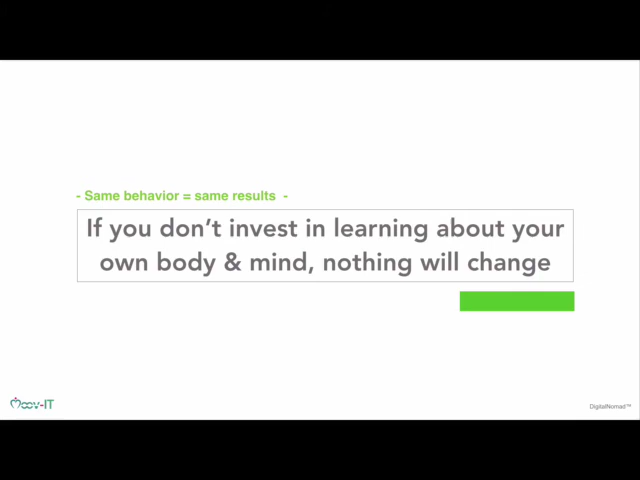 - Same behavior = same results -
If you don’t invest in learning about your
own body & mind, nothing will change
Moov-IT
DigitalNomad™